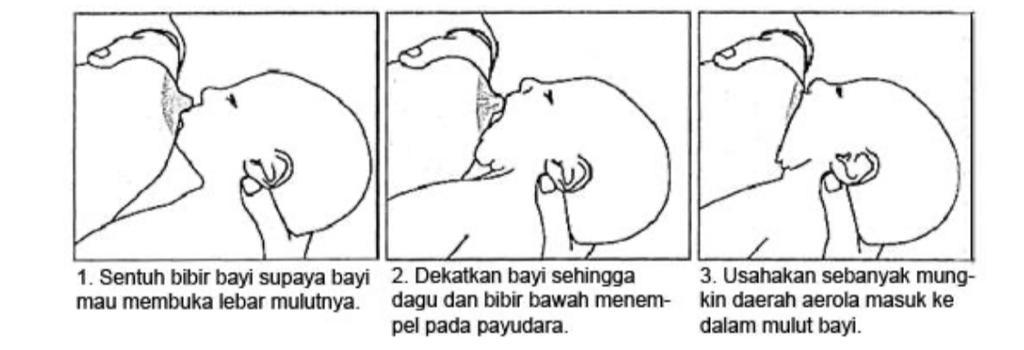 1. Sentuh bibir bayi supaya bayi
mau membuka lebar mulutnya.
2. Dekatkan bayi sehingga
dagu dan bibir bawah menem-
pel pada payudara.
3. Usahakan sebanyak mung-
kin daerah aerola masuk ke
dalam mulut bayi.